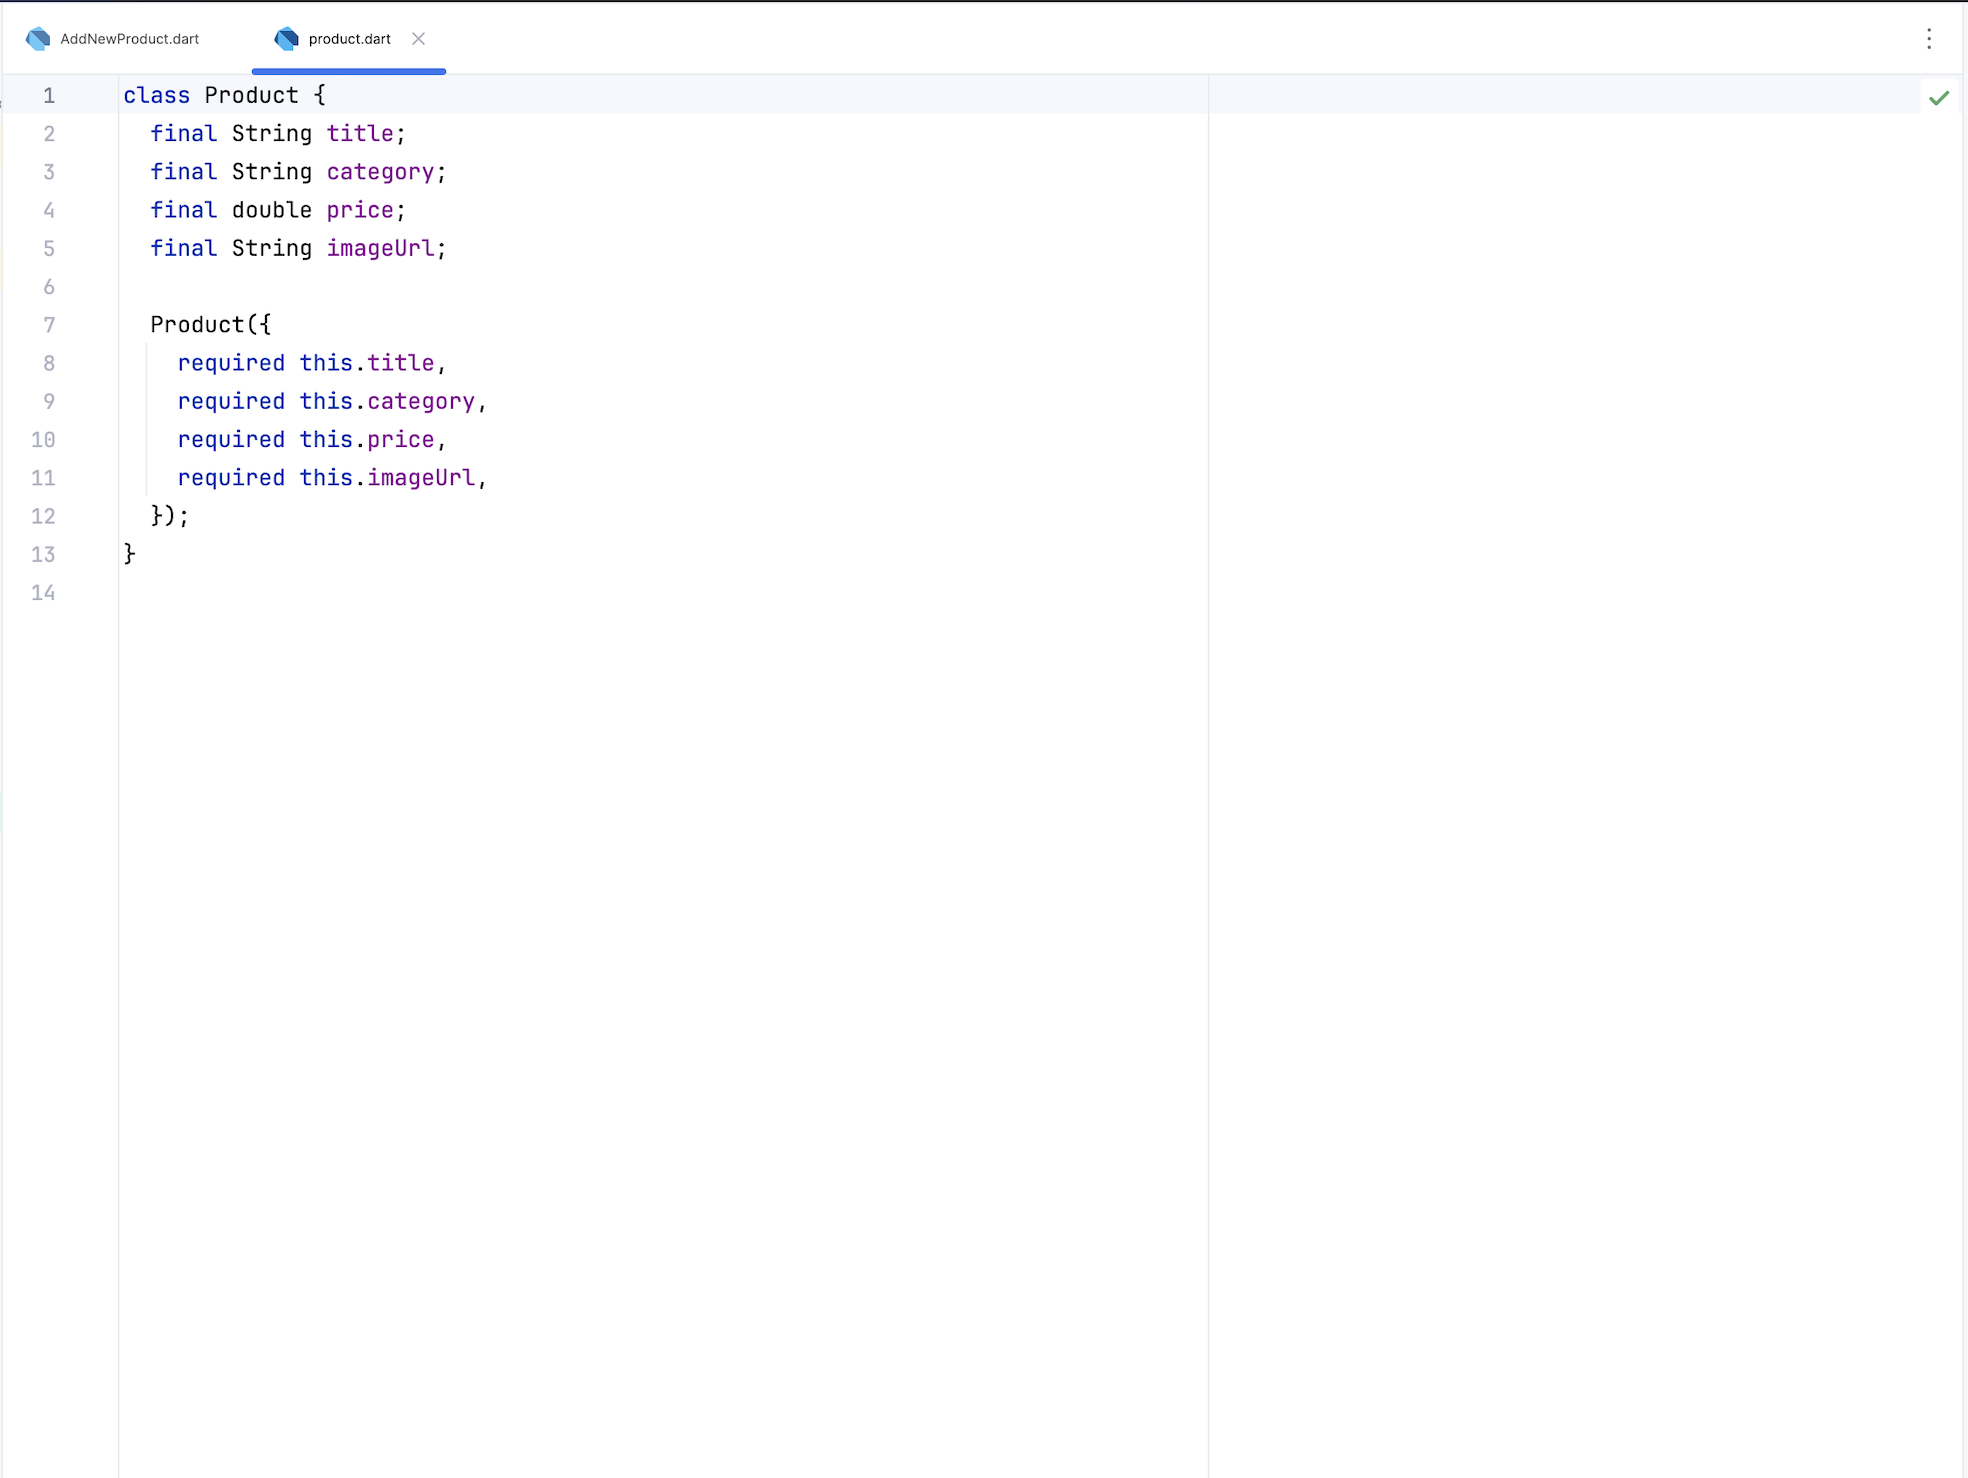 AddNewProduct.dart product.dart
1 class Product {
2   final String title;
3   final String category;
4   final double price;
5   final String imageUrl;
6
7   Product({
8     required this.title,
9     required this.category,
10     required this.price,
11     required this.imageUrl,
12   });
13 }
14